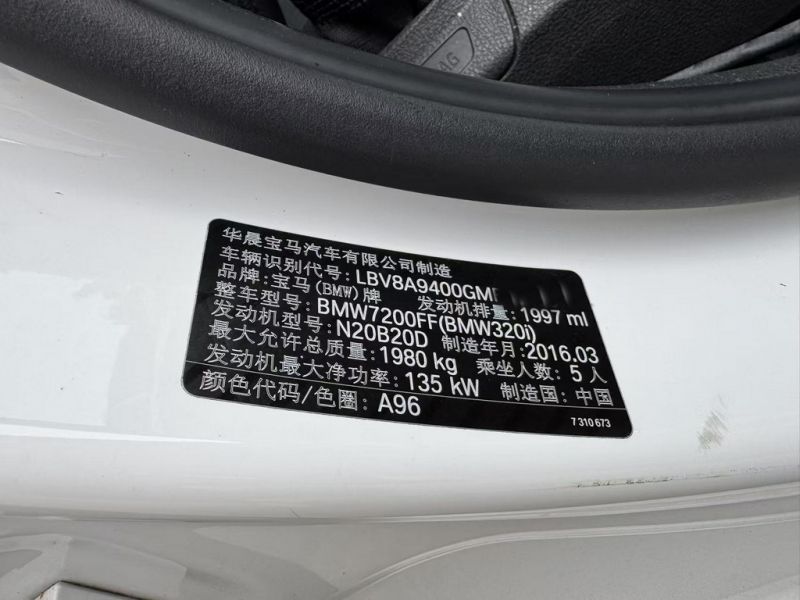 AG
华晨宝马汽车有限公司制造
车辆识别代号: LBV8A9400GM
品牌: 宝马(BMW)牌 发动机排量: 1997 ml
整车型号: BMW7200FF(BMW320i)
发动机型号: N20B20D 制造年月: 2016.03
最大允许总质量: 1980 kg 乘坐人数: 5 人
发动机最大净功率: 135 kW 制造国: 中国
颜色代码/色圈: A96
7 310 673